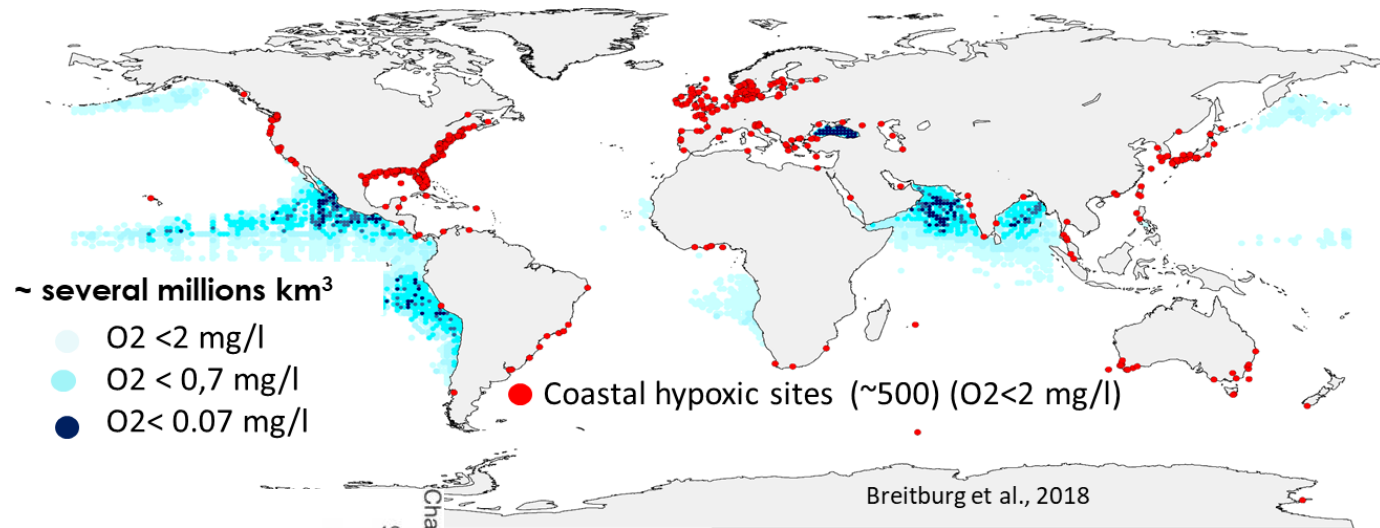 ~ several millions km³
O2 <2 mg/l
O2 < 0,7 mg/l
O2< 0.07 mg/l
Coastal hypoxic sites (~500) (O2<2 mg/l)
Breitburg et al., 2018
Cha